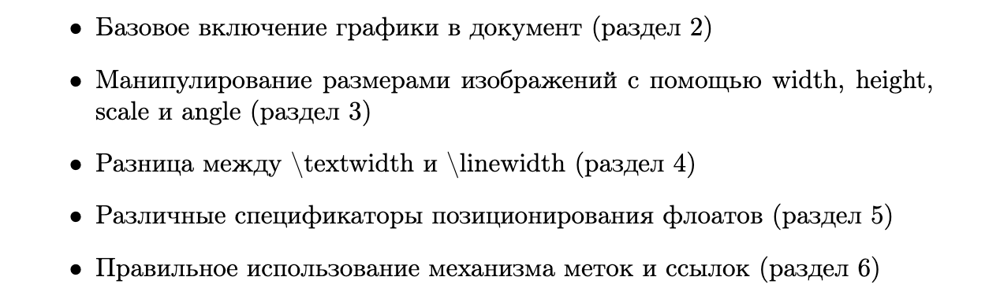 • Базовое включение графики в документ (раздел 2)
• Манипулирование размерами изображений с помощью width, height,
scale и angle (раздел 3)
• Разница между \textwidth и \linewidth (раздел 4)
• Различные спецификаторы позиционирования флоатов (раздел 5)
• Правильное использование механизма меток и ссылок (раздел 6)